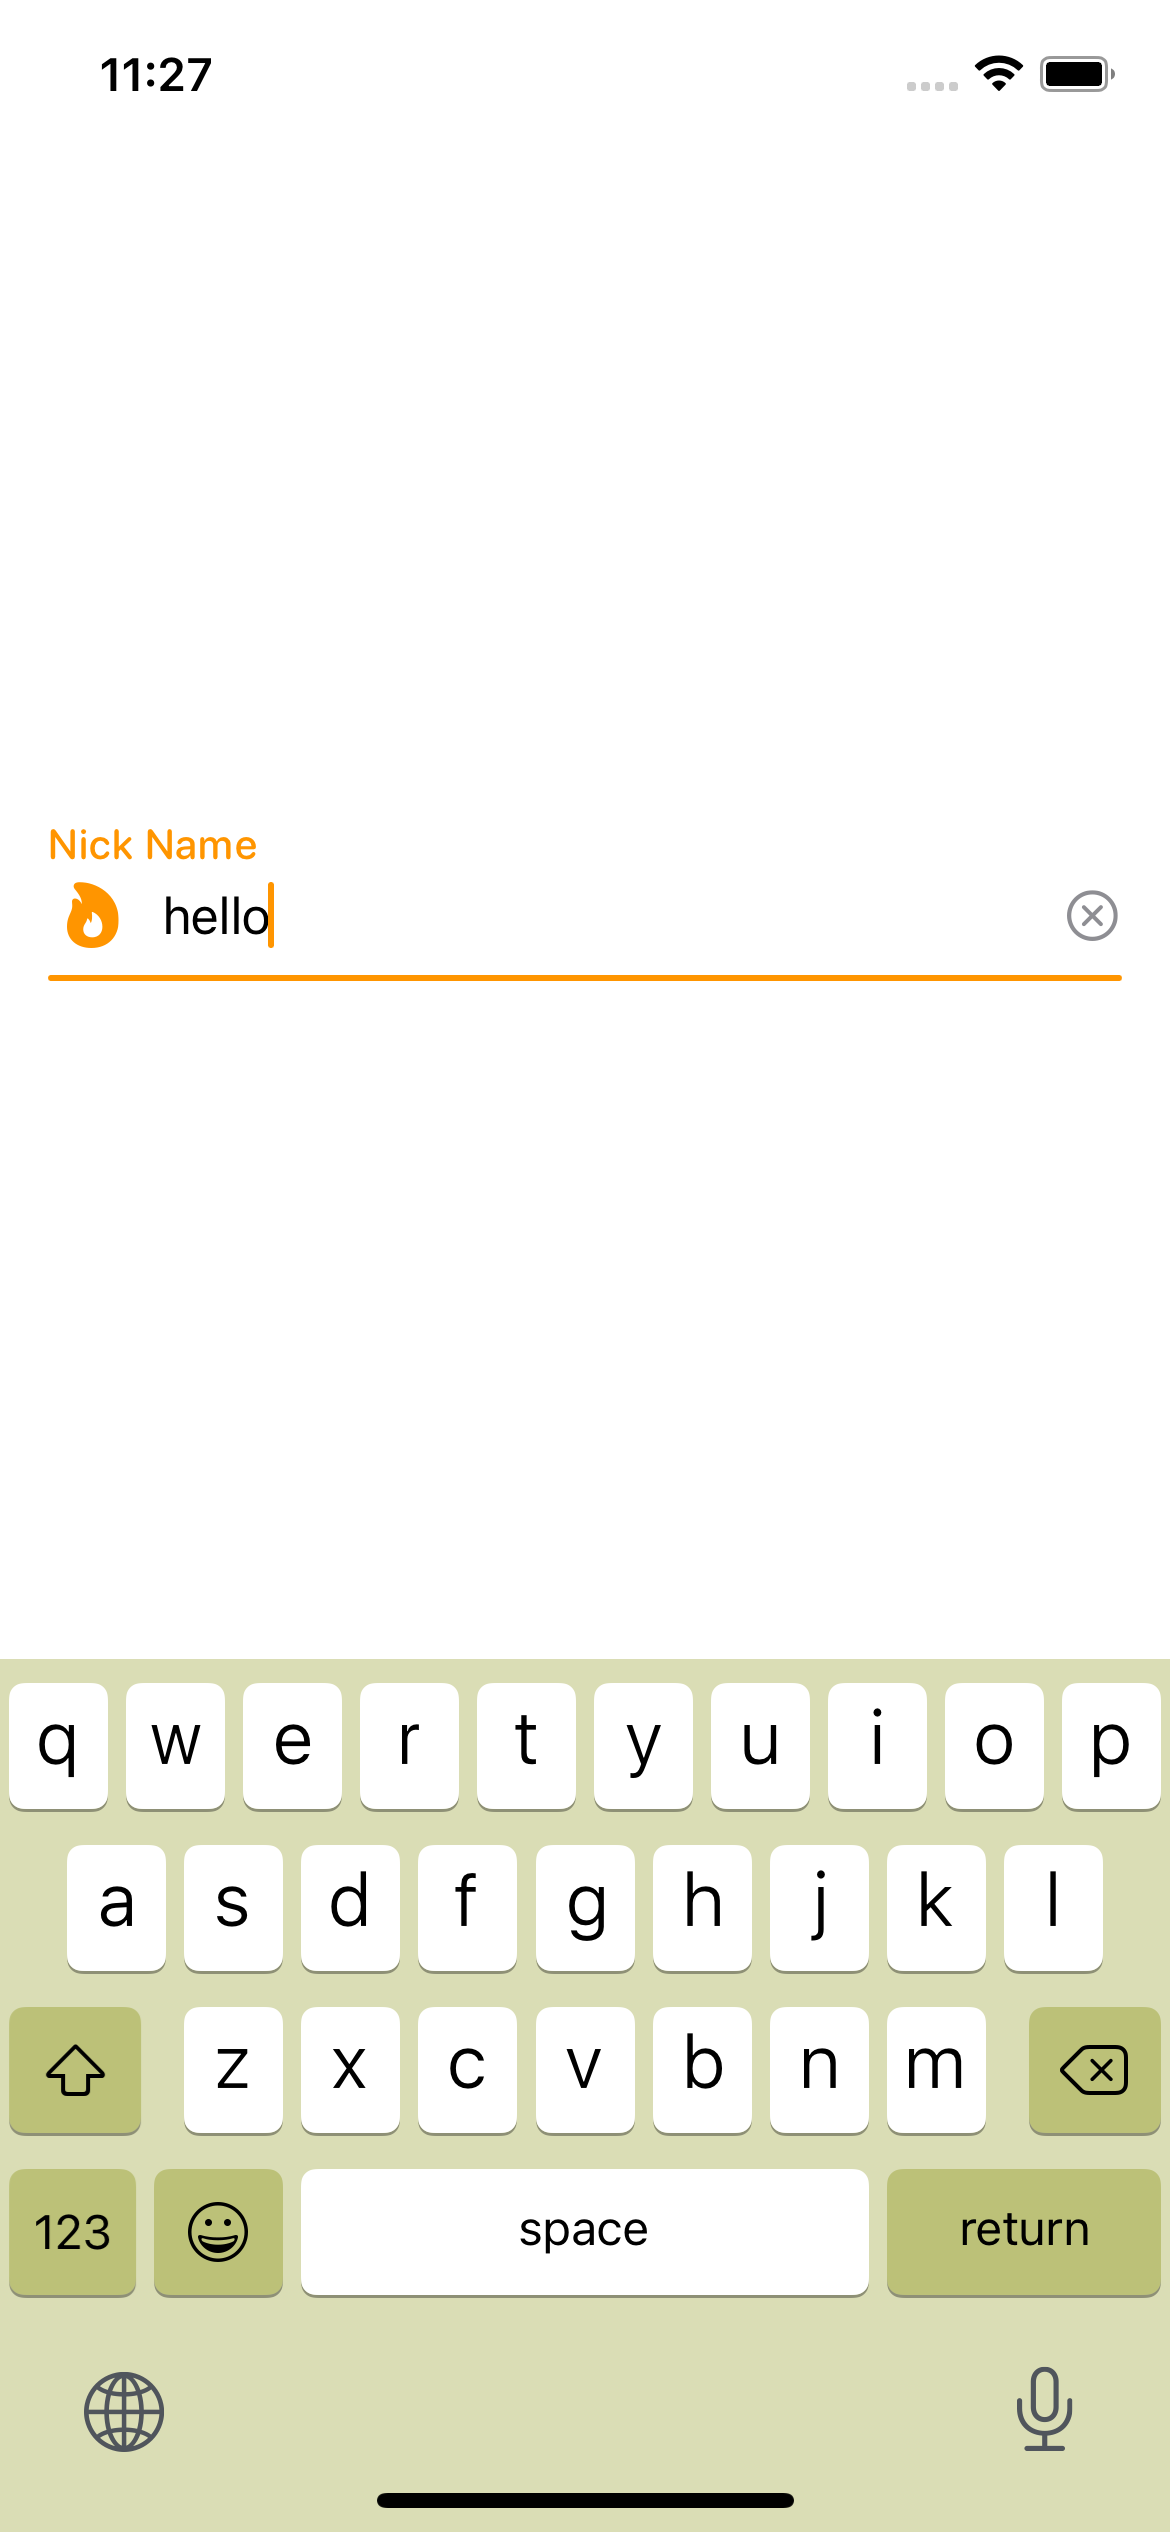 11:27
Nick Name
hello
q w e r t y u i o p
a s d f g h j k l
z x c v b n m
123 space return